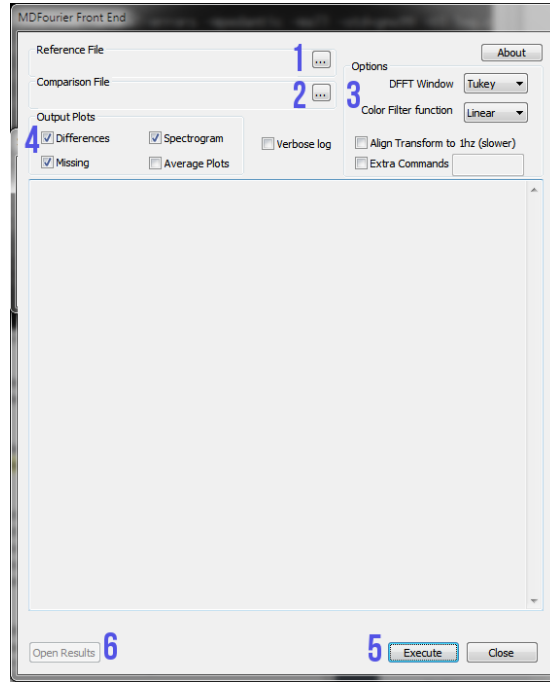 MDFourier Front End
Reference File
1
...
About
Options
Comparison File
2
...
3
DFFT Window
Tukey
Color Filter function
Linear
Output Plots
4
Differences
Spectrogram
Verbose log
Align Transform to 1hz (slower)
Missing
Average Plots
Extra Commands
Open Results
6
5
Execute
Close